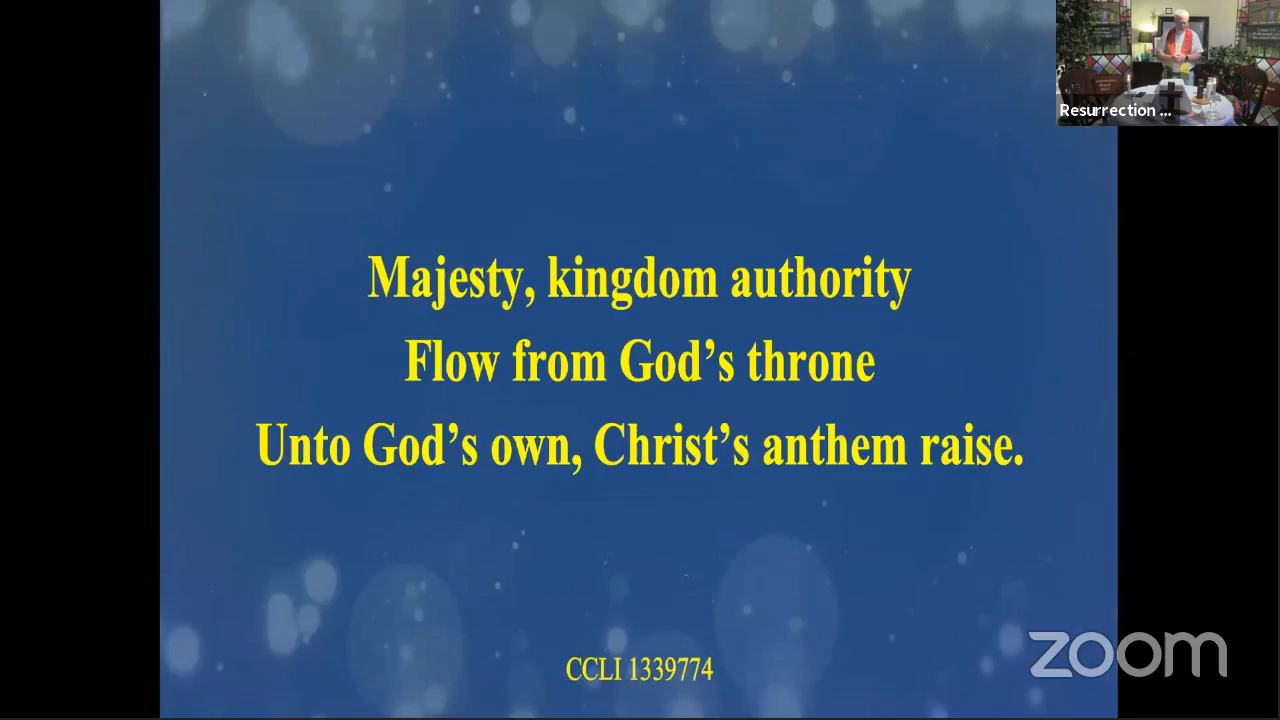 Resurrection ...
Majesty, kingdom authority
Flow from God’s throne
Unto God’s own, Christ’s anthem raise.
CCLI 1339774
zoom